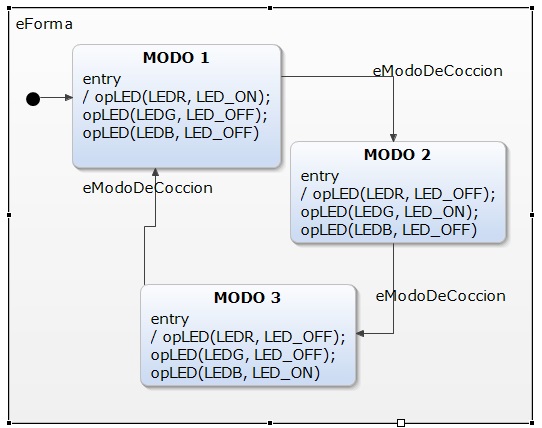 eForma
MODO 1
entry
/ opLED(LEDR, LED_ON);
opLED(LEDG, LED_OFF);
opLED(LEDB, LED_OFF)
eModoDeCoccion
MODO 2
entry
/ opLED(LEDR, LED_OFF);
opLED(LEDG, LED_ON);
opLED(LEDB, LED_OFF)
eModoDeCoccion
MODO 3
entry
/ opLED(LEDR, LED_OFF);
opLED(LEDG, LED_OFF);
opLED(LEDB, LED_ON)
eModoDeCoccion